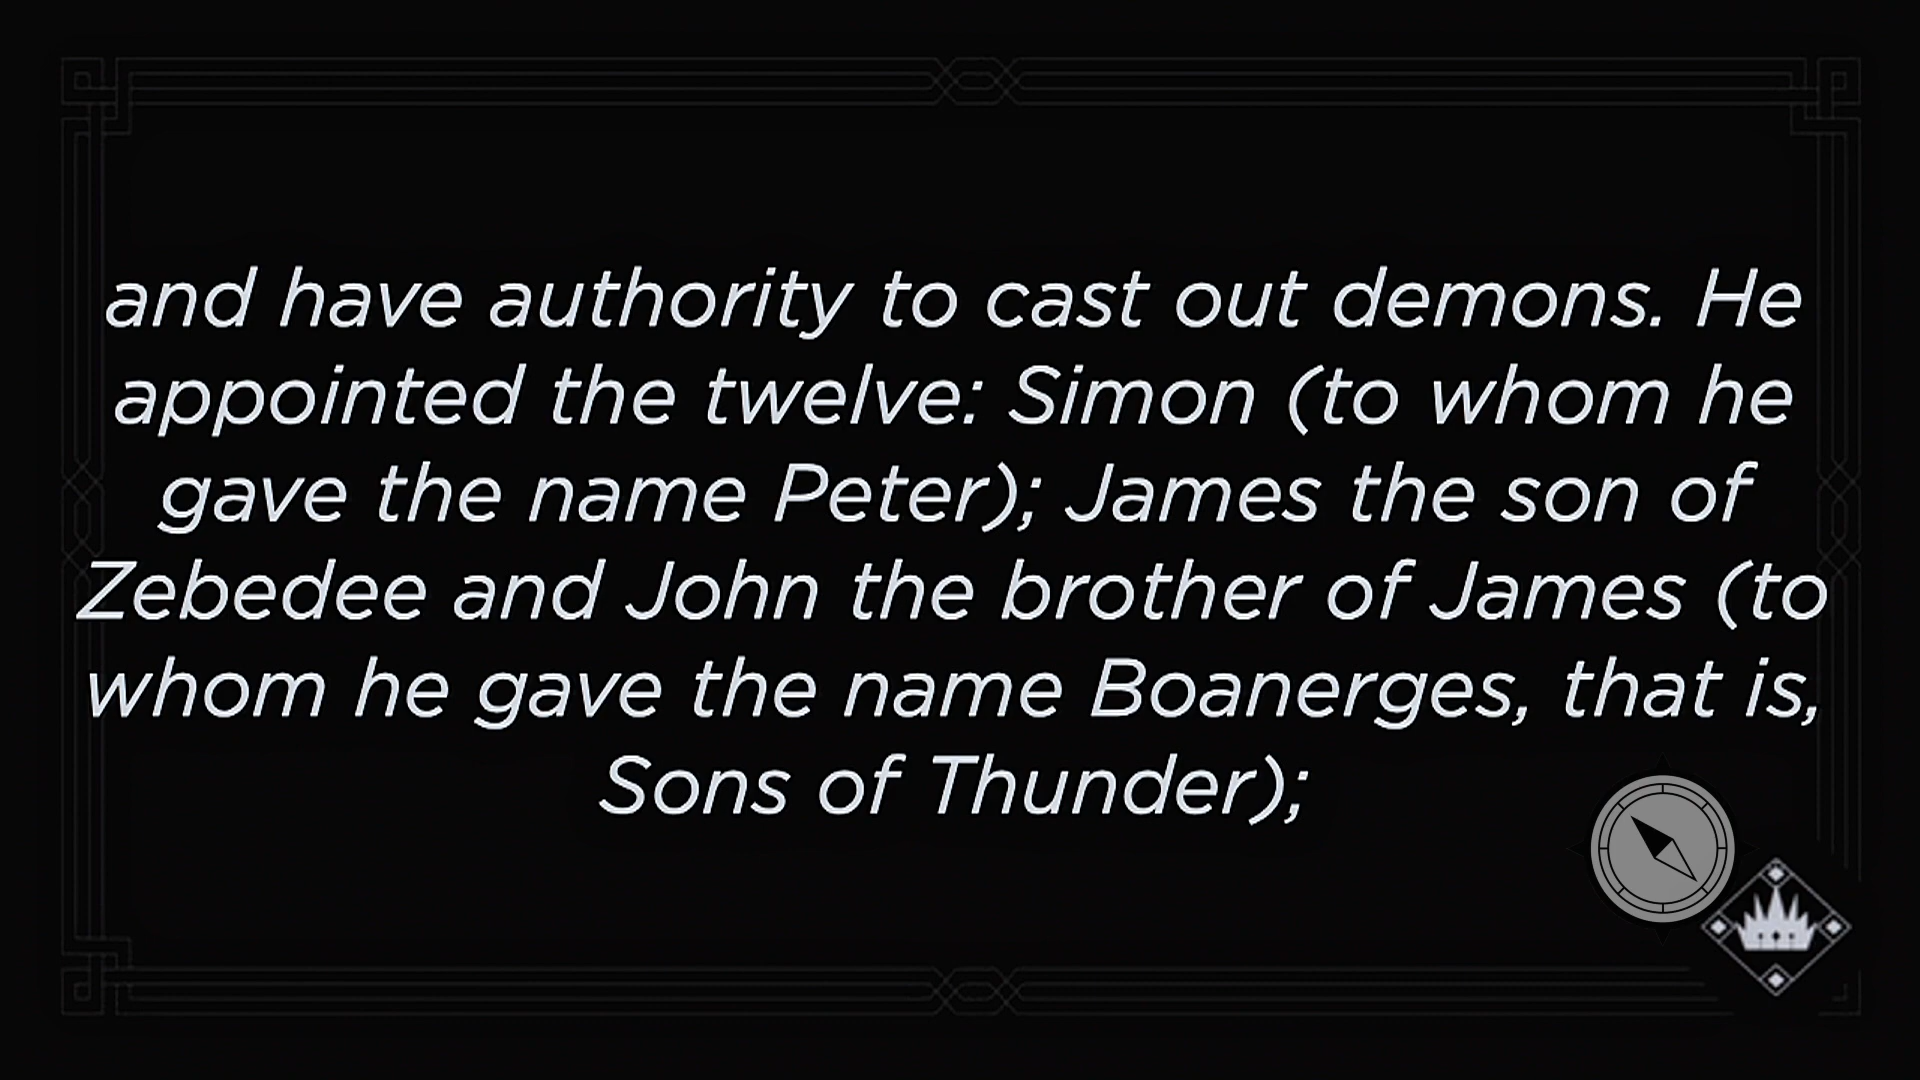 and have authority to cast out demons. He
appointed the twelve: Simon (to whom he
gave the name Peter); James the son of
Zebedee and John the brother of James (to
whom he gave the name Boanerges, that is,
Sons of Thunder);